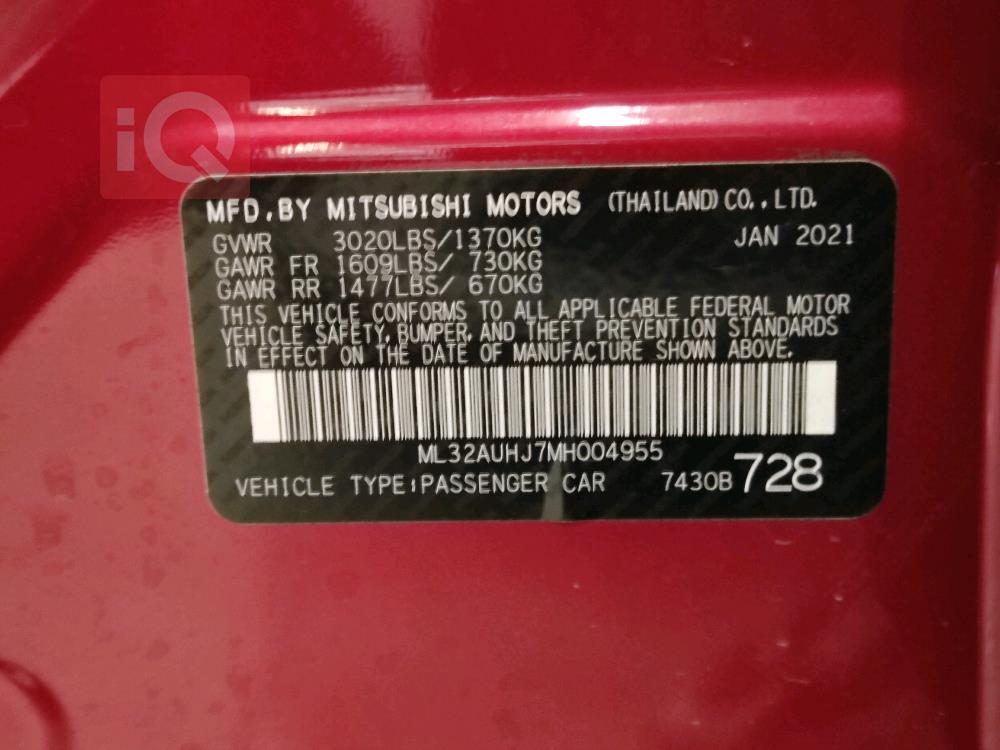 iQ
MFD.BY MITSUBISHI MOTORS (THAILAND) CO., LTD.
GVWR 3020LBS/1370KG JAN 2021
GAWR FR 1609LBS/ 730KG
GAWR RR 1477LBS/ 670KG
THIS VEHICLE CONFORMS TO ALL APPLICABLE FEDERAL MOTOR
VEHICLE SAFETY, BUMPER, AND THEFT PREVENTION STANDARDS
IN EFFECT ON THE DATE OF MANUFACTURE SHOWN ABOVE.
ML32AUHJ7MH004955
VEHICLE TYPE:PASSENGER CAR 7430B 728